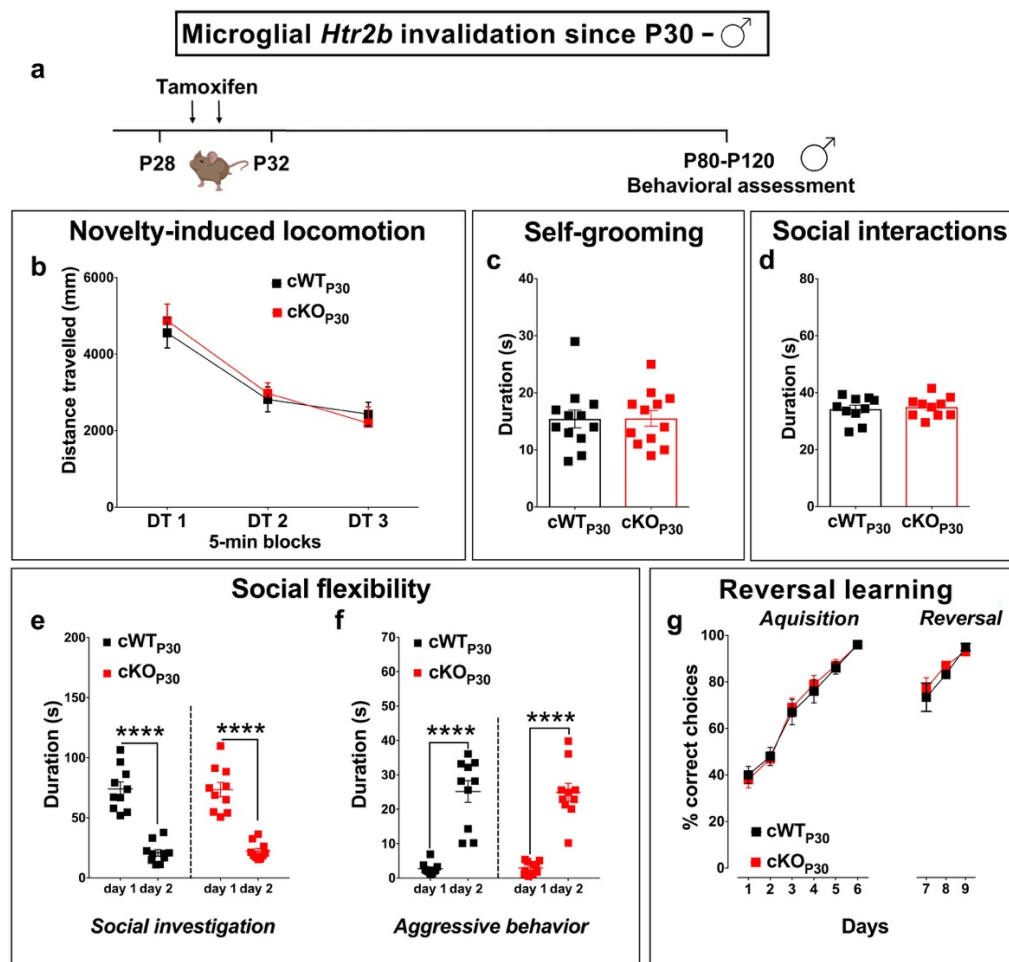 Microglial Htr2b invalidation since P30 - ♂
a
Tamoxifen
P28
P32
P80-P120
♂
Behavioral assessment
Novelty-induced locomotion
b
cWTP30
cKOP30
Distance travelled (mm)
6000
4000
2000
0
DT 1
DT 2
DT 3
5-min blocks
Self-grooming
c
Duration (s)
40
30
20
10
0
cWTP30
cKOP30
Social interactions
d
Duration (s)
80
60
40
20
0
cWTP30
cKOP30
Social flexibility
e
cWTP30
cKOP30
Duration (s)
200
150
100
50
0
****
****
day 1 day 2
day 1 day 2
Social investigation
f
cWTP30
cKOP30
Duration (s)
70
60
50
40
30
20
10
0
****
****
day 1 day 2
day 1 day 2
Aggressive behavior
Reversal learning
g
Aquisition
Reversal
% correct choices
100
80
60
40
20
0
cWTP30
cKOP30
1 2 3 4 5 6
7 8 9
Days